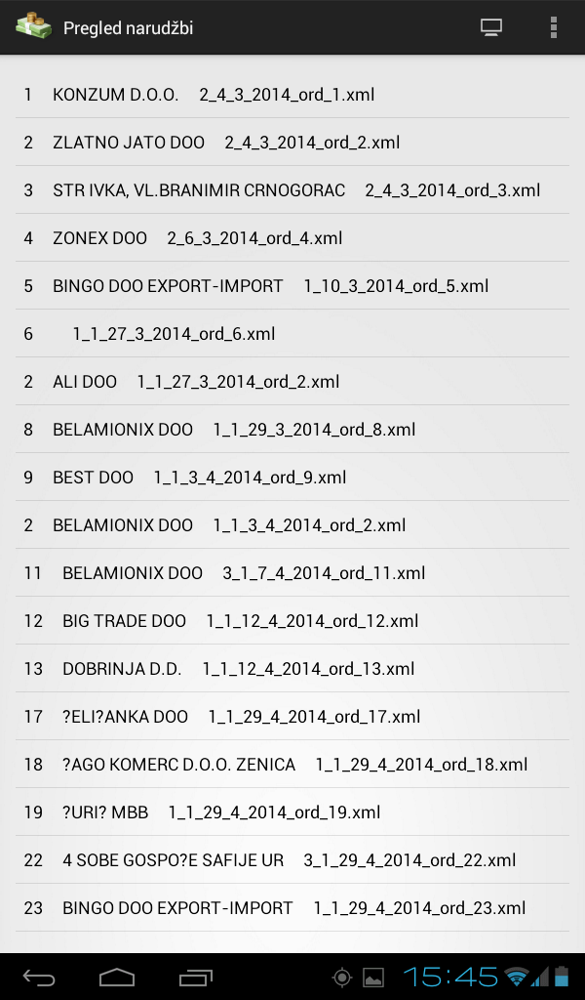 Pregled narudžbi
1 KONZUM D.O.O. 2_4_3_2014_ord_1.xml
2 ZLATNO JATO DOO 2_4_3_2014_ord_2.xml
3 STR IVKA, VL.BRANIMIR CRNOGORAC 2_4_3_2014_ord_3.xml
4 ZONEX DOO 2_6_3_2014_ord_4.xml
5 BINGO DOO EXPORT-IMPORT 1_10_3_2014_ord_5.xml
6 1_1_27_3_2014_ord_6.xml
2 ALI DOO 1_1_27_3_2014_ord_2.xml
8 BELAMIONIX DOO 1_1_29_3_2014_ord_8.xml
9 BEST DOO 1_1_3_4_2014_ord_9.xml
2 BELAMIONIX DOO 1_1_3_4_2014_ord_2.xml
11 BELAMIONIX DOO 3_1_7_4_2014_ord_11.xml
12 BIG TRADE DOO 1_1_12_4_2014_ord_12.xml
13 DOBRINJA D.D. 1_1_12_4_2014_ord_13.xml
17 ?ELI?ANKA DOO 1_1_29_4_2014_ord_17.xml
18 ?AGO KOMERC D.O.O. ZENICA 1_1_29_4_2014_ord_18.xml
19 ?URI? MBB 1_1_29_4_2014_ord_19.xml
22 4 SOBE GOSPO?E SAFIJE UR 3_1_29_4_2014_ord_22.xml
23 BINGO DOO EXPORT-IMPORT 1_1_29_4_2014_ord_23.xml
15:45